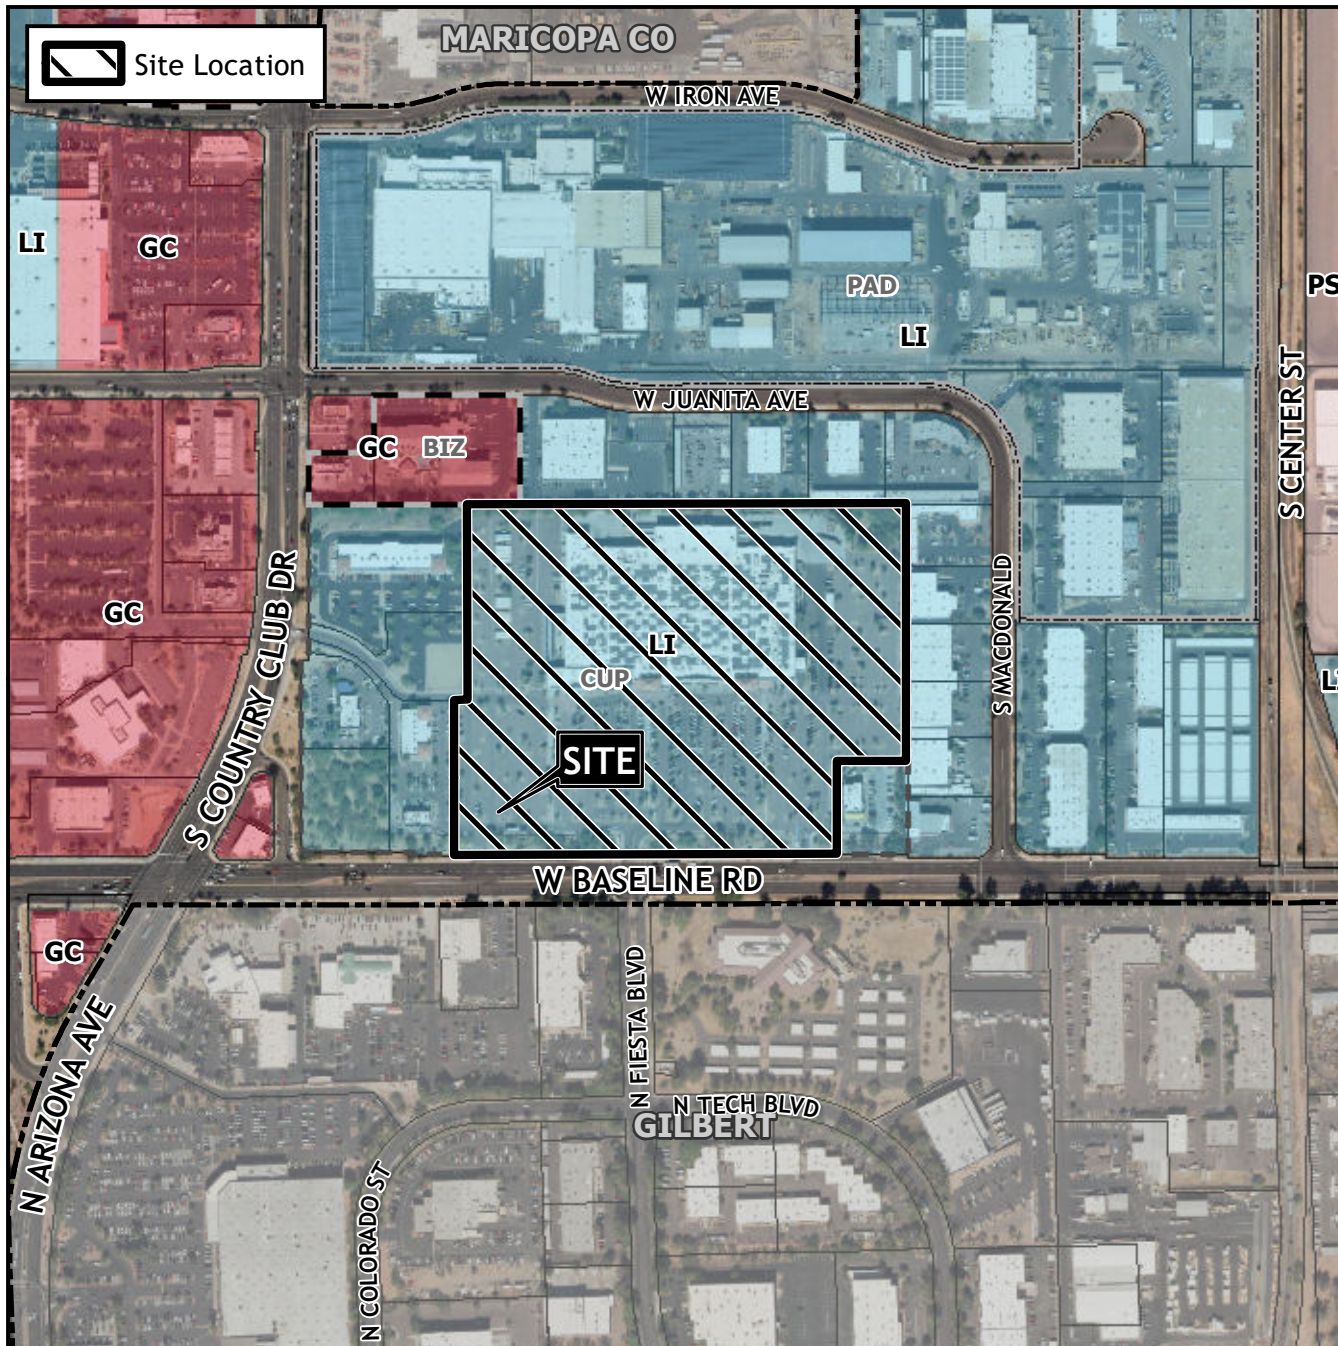 MARICOPA CO
Site Location
W IRON AVE
LI
GC
PAD
PS
LI
W JUANITA AVE
S CENTER ST
GC
BIZ
S COUNTRY CLUB DR
S MACDONALD
GC
LI
CUP
SITE
W BASELINE RD
GC
N ARIZONA AVE
N FIESTA BLVD
N TECH BLVD
GILBERT
N COLORADO ST